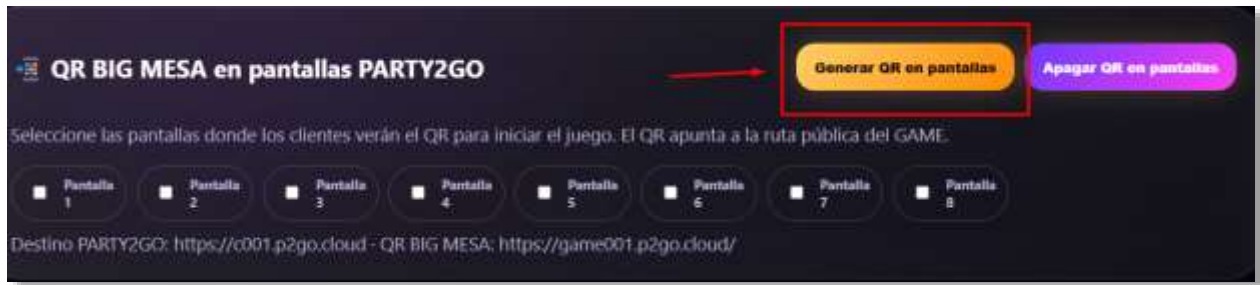 QR BIG MESA en pantallas PARTY2GO
Generar QR en pantallas
Apagar QR en pantallas
Seleccione las pantallas donde los clientes verán el QR para iniciar el juego. El QR apunta a la ruta pública del GAME.
Pantalla 1
Pantalla 2
Pantalla 3
Pantalla 4
Pantalla 5
Pantalla 6
Pantalla 7
Pantalla 8
Destino PARTY2GO: https://c001.p2go.cloud - QR BIG MESA: https://game001.p2go.cloud/